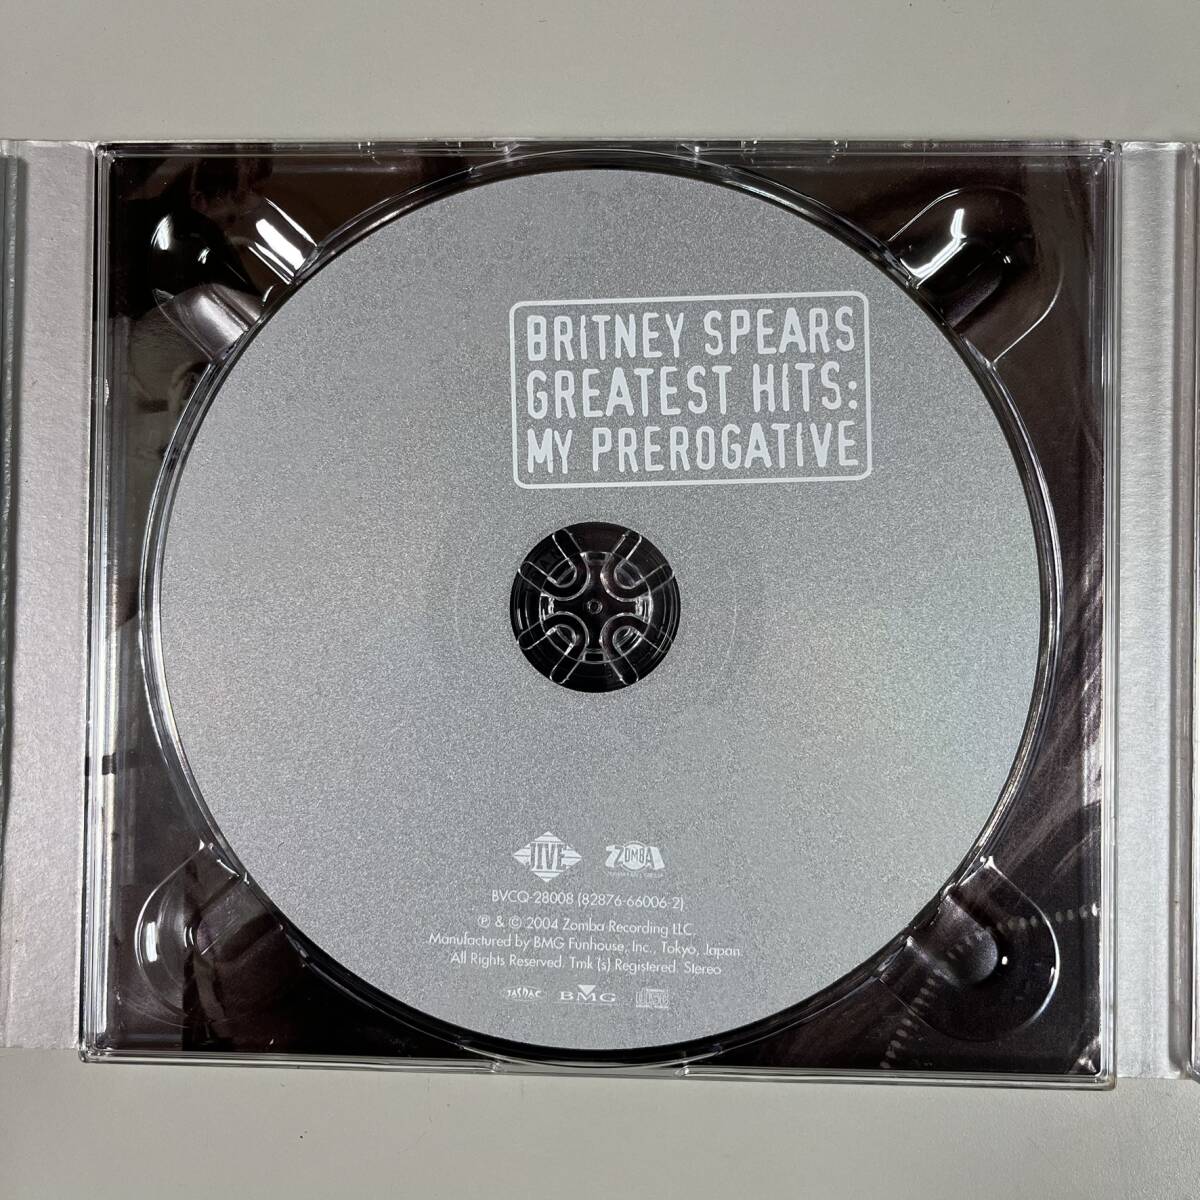 BRITNEY SPEARS
GREATEST HITS:
MY PREROGATIVE
JIVE
ZOMBA
BVCQ-28008 (82876-66006-2)
℗ & © 2004 Zomba Recording LLC.
Manufactured by BMG Funhouse, Inc., Tokyo, Japan.
All Rights Reserved. Tmk (s) Registered. Stereo
JASRAC
BMG